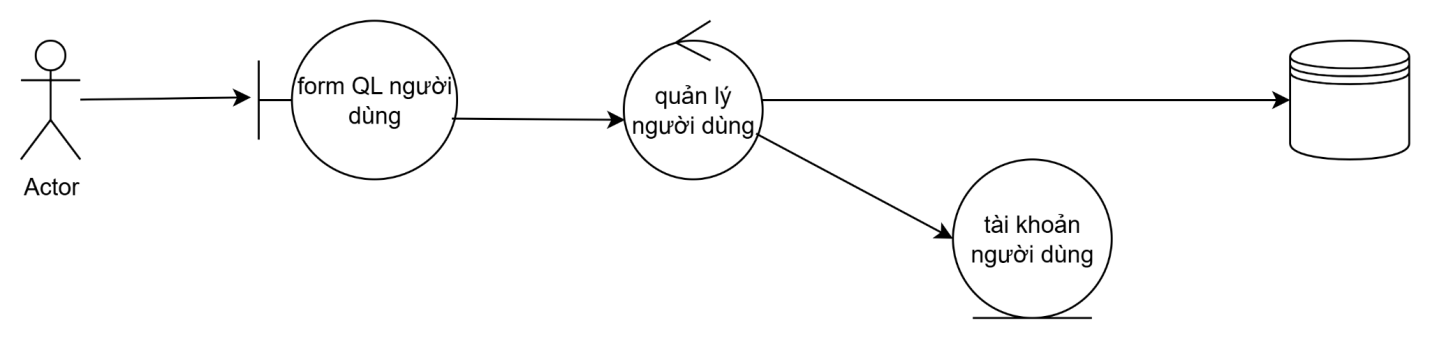 form QL người
dùng
quản lý
người dùng
Actor
tài khoản
người dùng